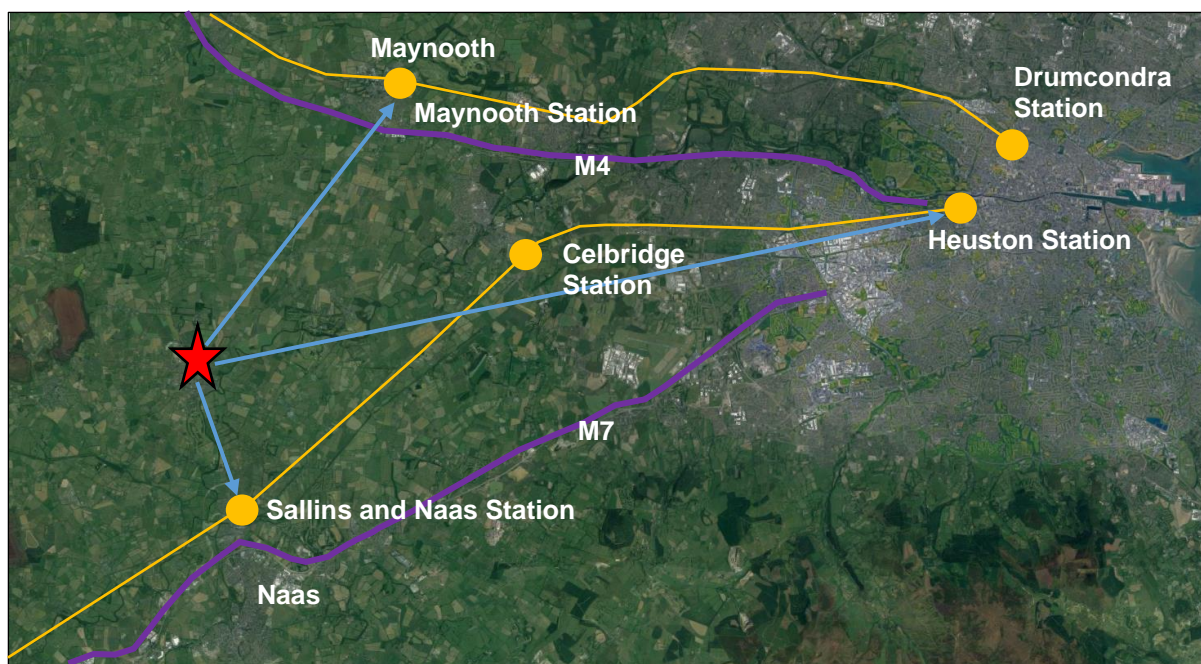 Maynooth
Maynooth Station
Drumcondra
Station
M4
Heuston Station
Celbridge
Station
M7
Sallins and Naas Station
Naas